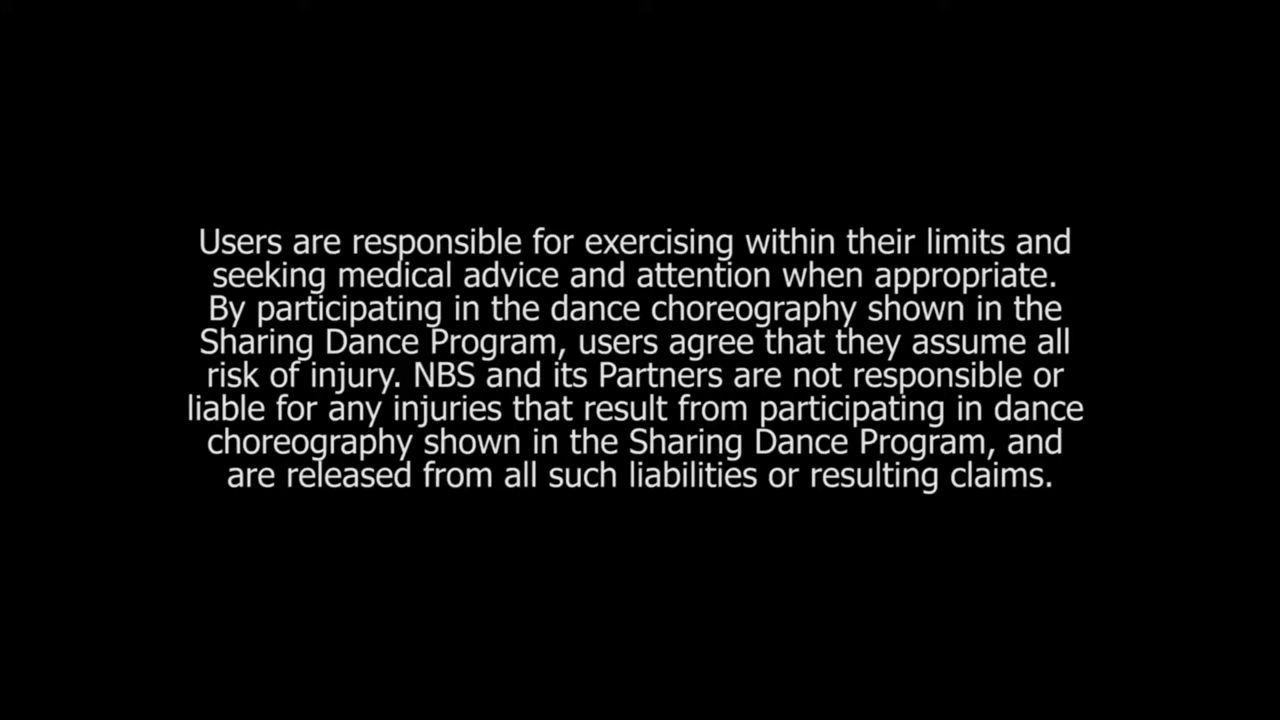 Users are responsible for exercising within their limits and
seeking medical advice and attention when appropriate.
By participating in the dance choreography shown in the
Sharing Dance Program, users agree that they assume all
risk of injury. NBS and its Partners are not responsible or
liable for any injuries that result from participating in dance
choreography shown in the Sharing Dance Program, and
are released from all such liabilities or resulting claims.